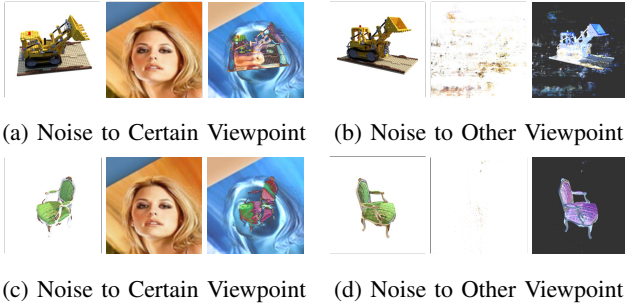 (a) Noise to Certain Viewpoint (b) Noise to Other Viewpoint
(c) Noise to Certain Viewpoint (d) Noise to Other Viewpoint